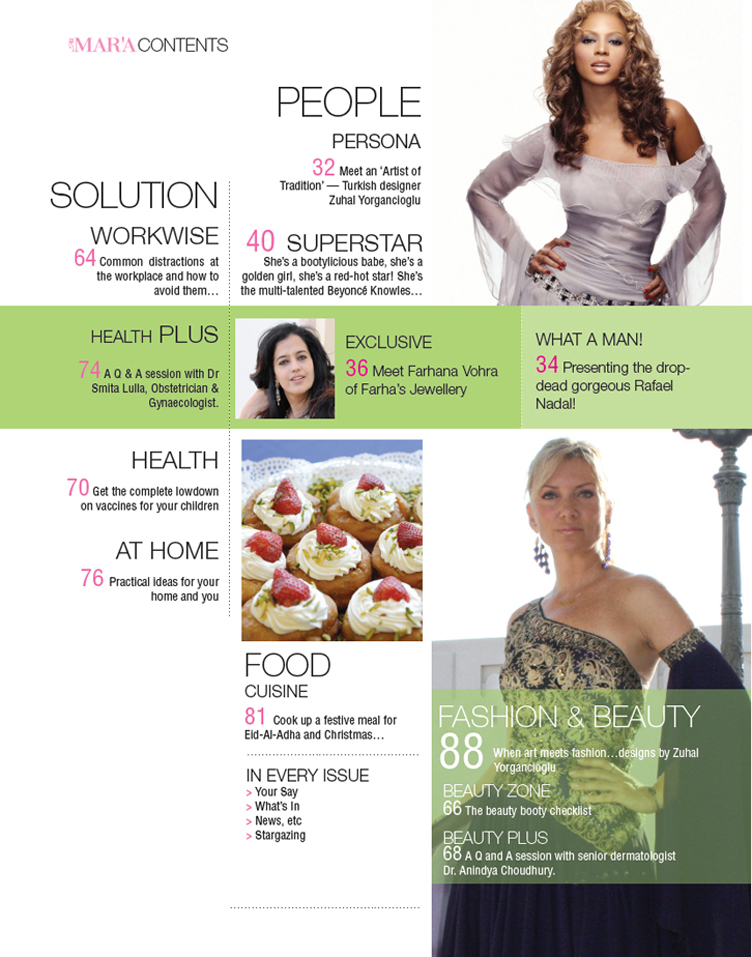 MAR'A CONTENTS
PEOPLE
PERSONA
32 Meet an ‘Artist of
Tradition’ — Turkish designer
Zuhal Yorgancioglu
40 SUPERSTAR
She’s a bootylicious babe, she’s a
golden girl, she’s a red-hot star! She’s
the multi-talented Beyoncé Knowles…
SOLUTION
WORKWISE
64 Common distractions at
the workplace and how to
avoid them…
HEALTH PLUS
74 A Q & A session with Dr
Smita Lulla, Obstetrician &
Gynaecologist.
EXCLUSIVE
36 Meet Farhana Vohra
of Farha’s Jewellery
WHAT A MAN!
34 Presenting the drop-
dead gorgeous Rafael
Nadal!
HEALTH
70 Get the complete lowdown
on vaccines for your children
AT HOME
76 Practical ideas for your
home and you
FOOD
CUISINE
81 Cook up a festive meal for
Eid-Al-Adha and Christmas…
IN EVERY ISSUE
> Your Say
> What’s In
> News, etc
> Stargazing
FASHION & BEAUTY
88 When art meets fashion…designs by Zuhal
Yorgancioglu
BEAUTY ZONE
66 The beauty booty checklist
BEAUTY PLUS
68 A Q and A session with senior dermatologist
Dr. Anindya Choudhury.